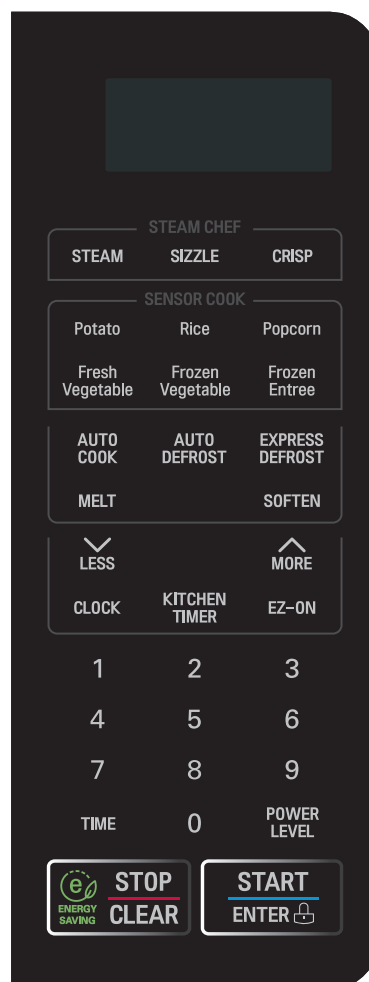 STEAM CHEF
STEAM SIZZLE CRISP
SENSOR COOK
Potato Rice Popcorn
Fresh Vegetable Frozen Vegetable Frozen Entree
AUTO COOK AUTO DEFROST EXPRESS DEFROST
MELT SOFTEN
LESS MORE
CLOCK KITCHEN TIMER EZ-ON
1 2 3
4 5 6
7 8 9
TIME 0 POWER LEVEL
e ENERGY SAVING STOP CLEAR START ENTER